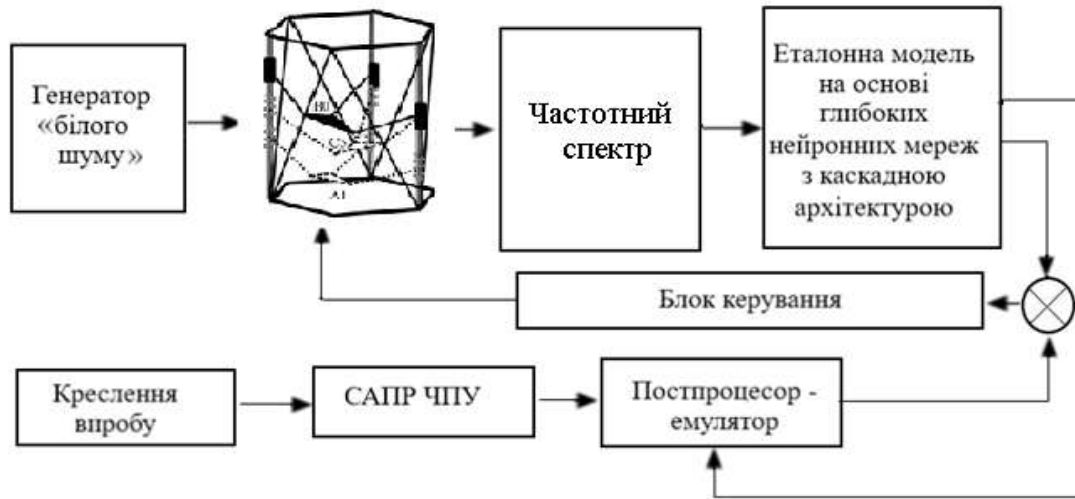 Генератор
«білого
шуму»
Частотний
спектр
Еталонна модель
на основі
глибоких
нейронних мереж
з каскадною
архітектурою
Блок керування
Креслення
виробу
САПР ЧПУ
Постпроцесор -
емулятор